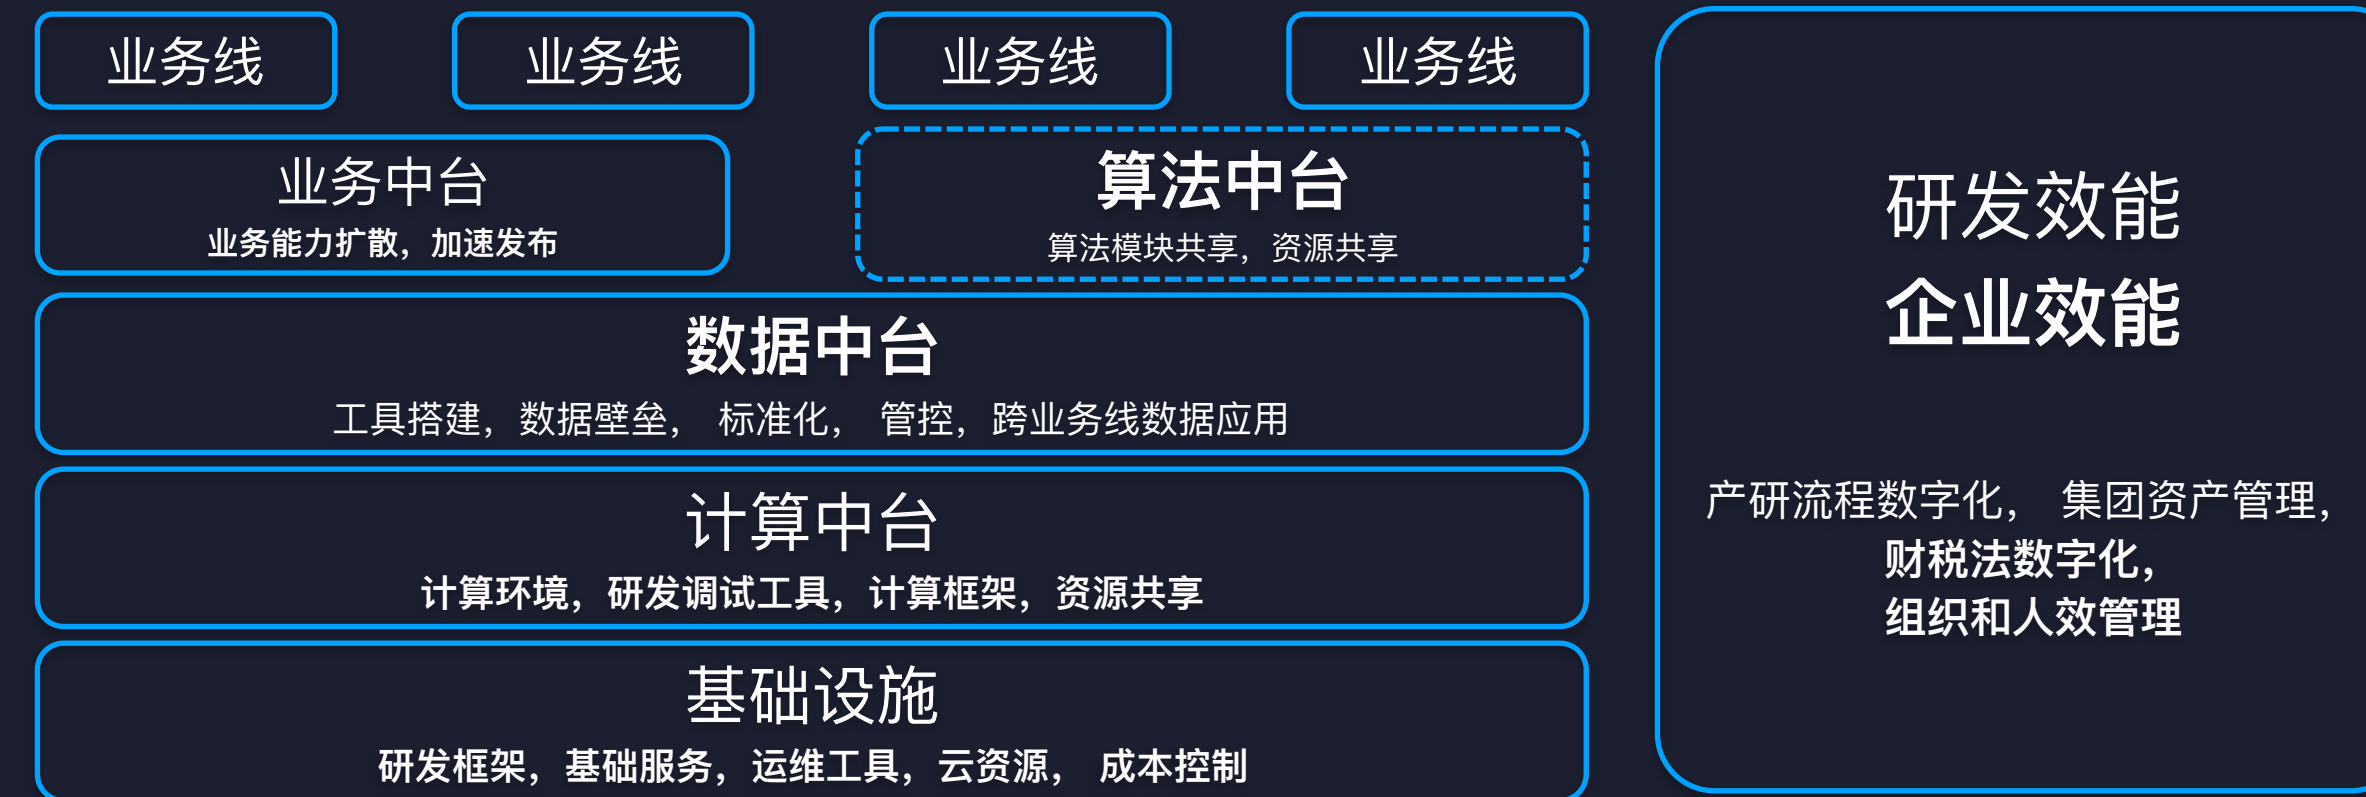 业务线
业务线
业务线
业务线
业务中台
业务能力扩散，加速发布
算法中台
算法模块共享，资源共享
数据中台
工具搭建，数据壁垒， 标准化， 管控，跨业务线数据应用
计算中台
计算环境，研发调试工具，计算框架，资源共享
基础设施
研发框架，基础服务，运维工具，云资源， 成本控制
研发效能
企业效能
产研流程数字化， 集团资产管理，
财税法数字化，
组织和人效管理